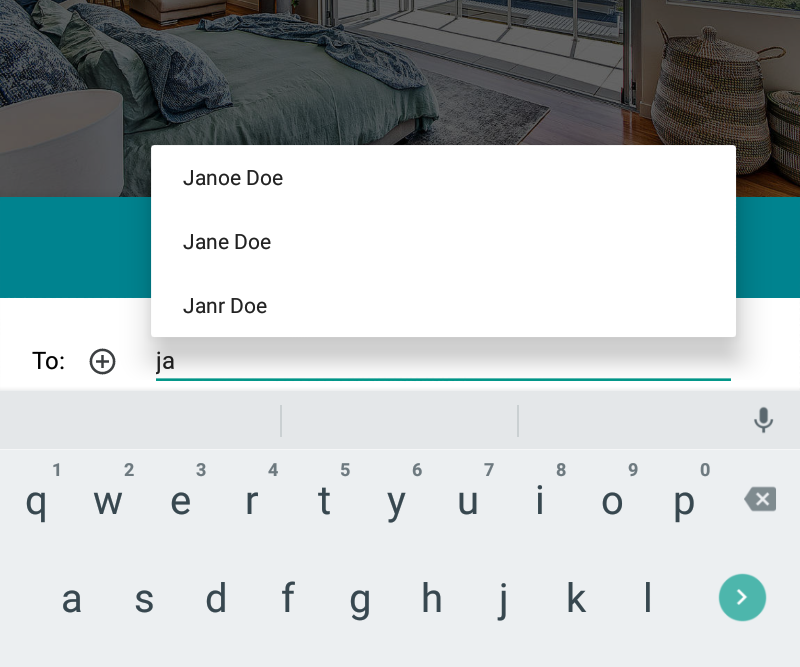 Janoe Doe
Jane Doe
Janr Doe
To: ja
1 2 3 4 5 6 7 8 9 0
q w e r t y u i o p
a s d f g h j k l